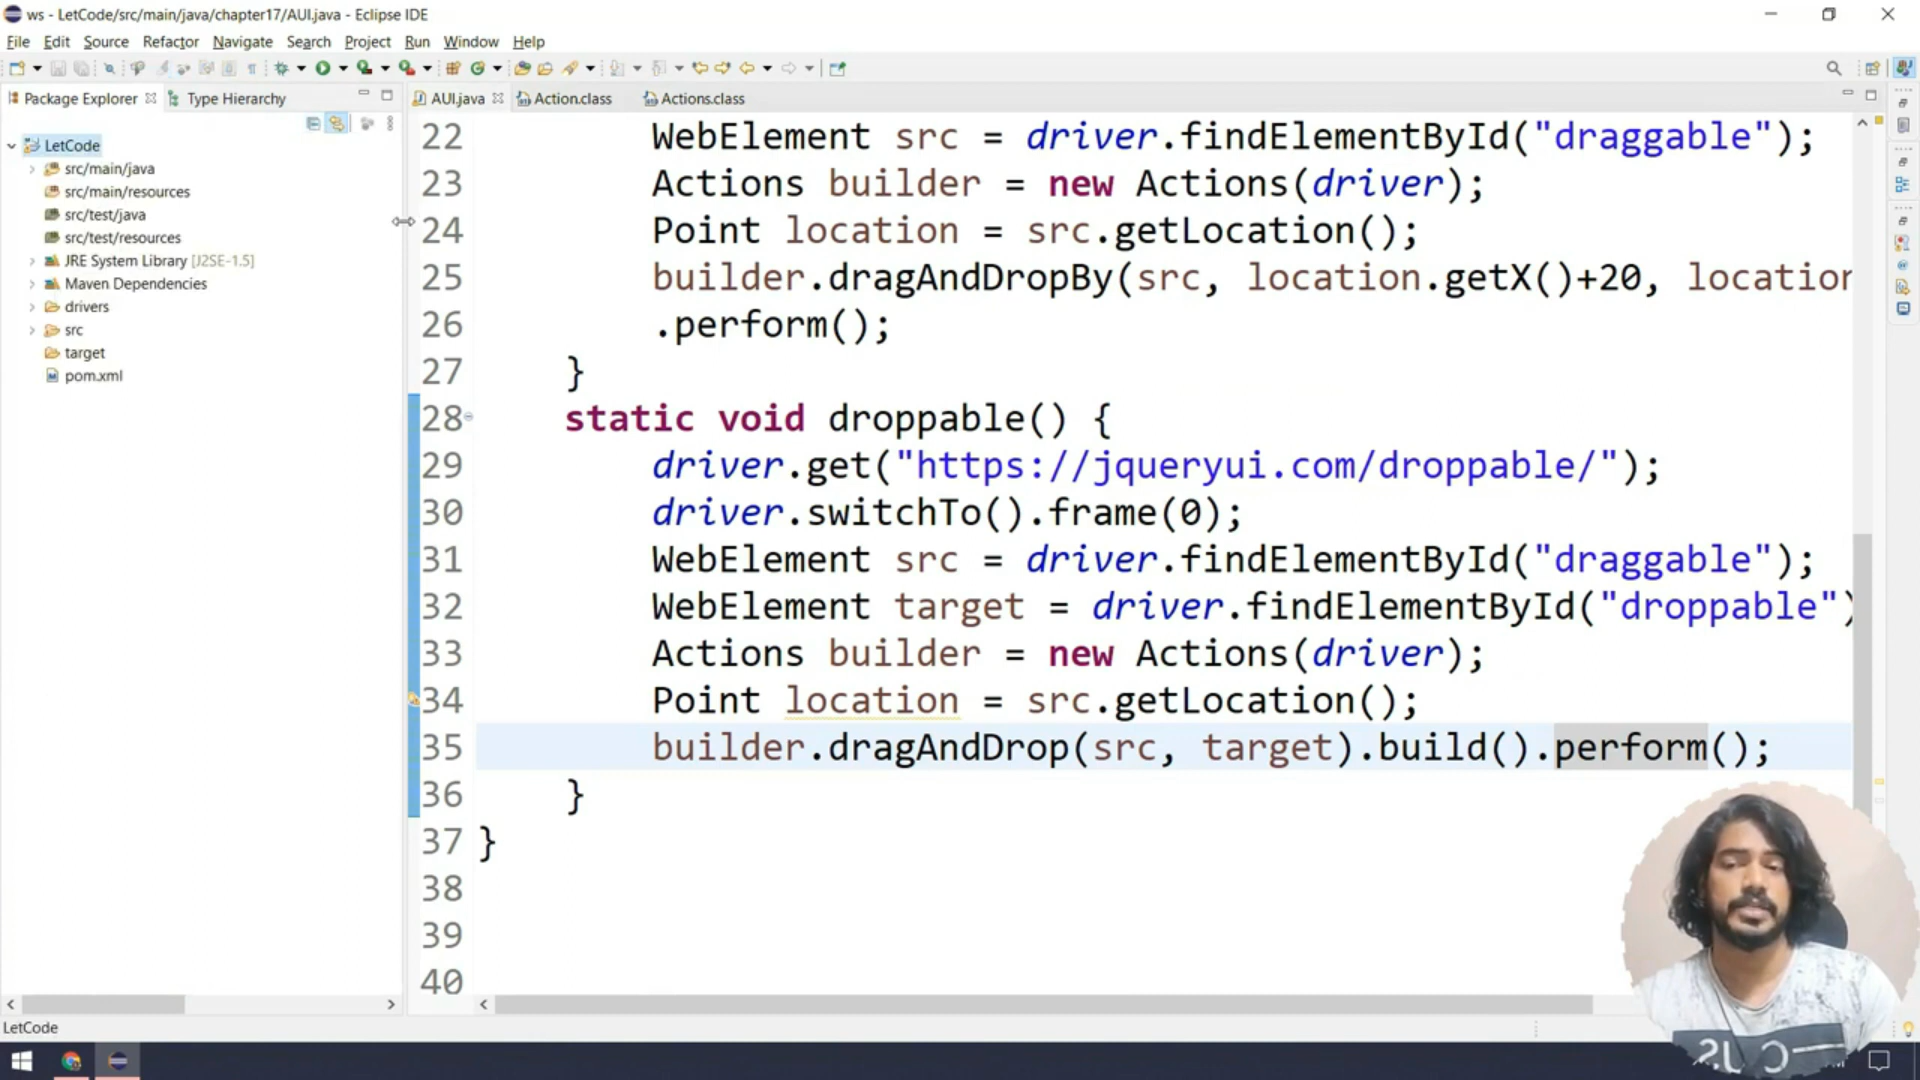 ws - LetCode/src/main/java/chapter17/AUI.java - Eclipse IDE
File Edit Source Refactor Navigate Search Project Run Window Help
Package Explorer Type Hierarchy AUI.java Action.class Actions.class
LetCode
src/main/java
src/main/resources
src/test/java
src/test/resources
JRE System Library [J2SE-1.5]
Maven Dependencies
drivers
src
target
pom.xml
22 WebElement src = driver.findElementById("draggable");
23 Actions builder = new Actions(driver);
24 Point location = src.getLocation();
25 builder.dragAndDropBy(src, location.getX()+20, location
26 .perform();
27 }
28 static void droppable() {
29 driver.get("https://jqueryui.com/droppable/");
30 driver.switchTo().frame(0);
31 WebElement src = driver.findElementById("draggable");
32 WebElement target = driver.findElementById("droppable")
33 Actions builder = new Actions(driver);
34 Point location = src.getLocation();
35 builder.dragAndDrop(src, target).build().perform();
36 }
37 }
38
39
40
LetCode